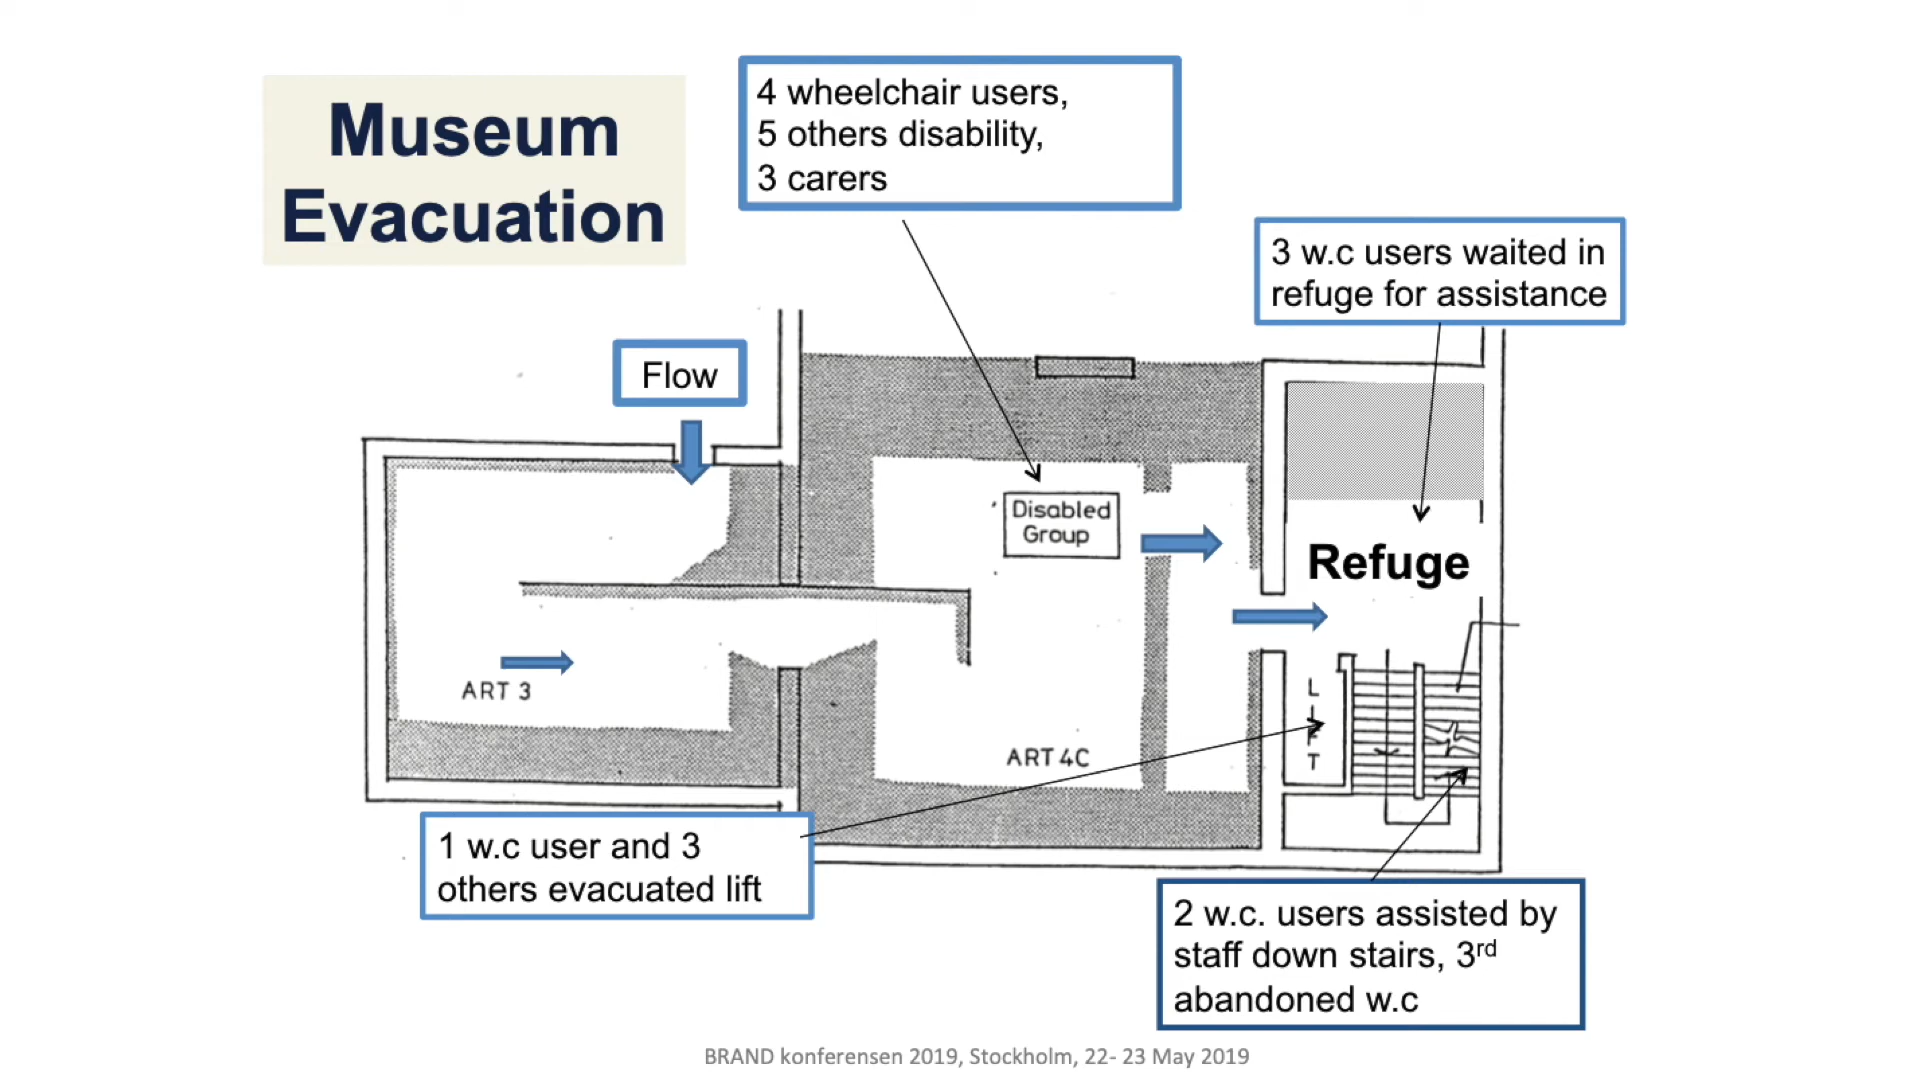 Museum
Evacuation
4 wheelchair users,
5 others disability,
3 carers
3 w.c users waited in
refuge for assistance
Flow
Disabled
Group
Refuge
ART 3
LIFT
ART 4C
1 w.c user and 3
others evacuated lift
2 w.c. users assisted by
staff down stairs, 3rd
abandoned w.c
BRAND konferensen 2019, Stockholm, 22- 23 May 2019